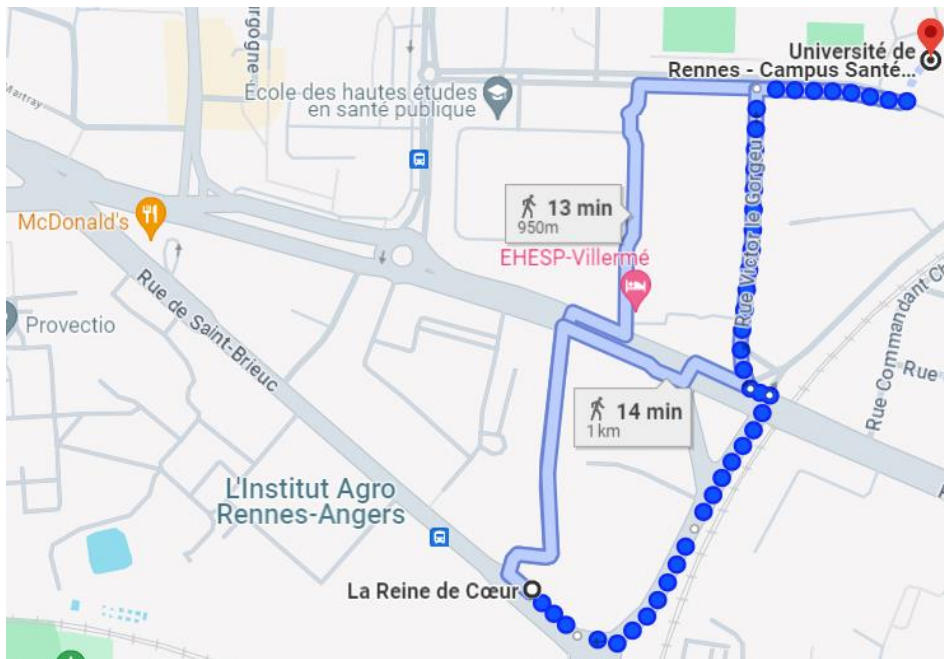 Université de
Rennes - Campus Santé...
urgogne
École des hautes études
en santé publique
Martray
13 min
950m
McDonald's
EHESP-Villermé
Rue Victor le Gorgeu
Rue de Saint-Brieuc
Provectio
Rue Commandant Ch
Rue
14 min
1 km
L'Institut Agro
Rennes-Angers
La Reine de Cœur